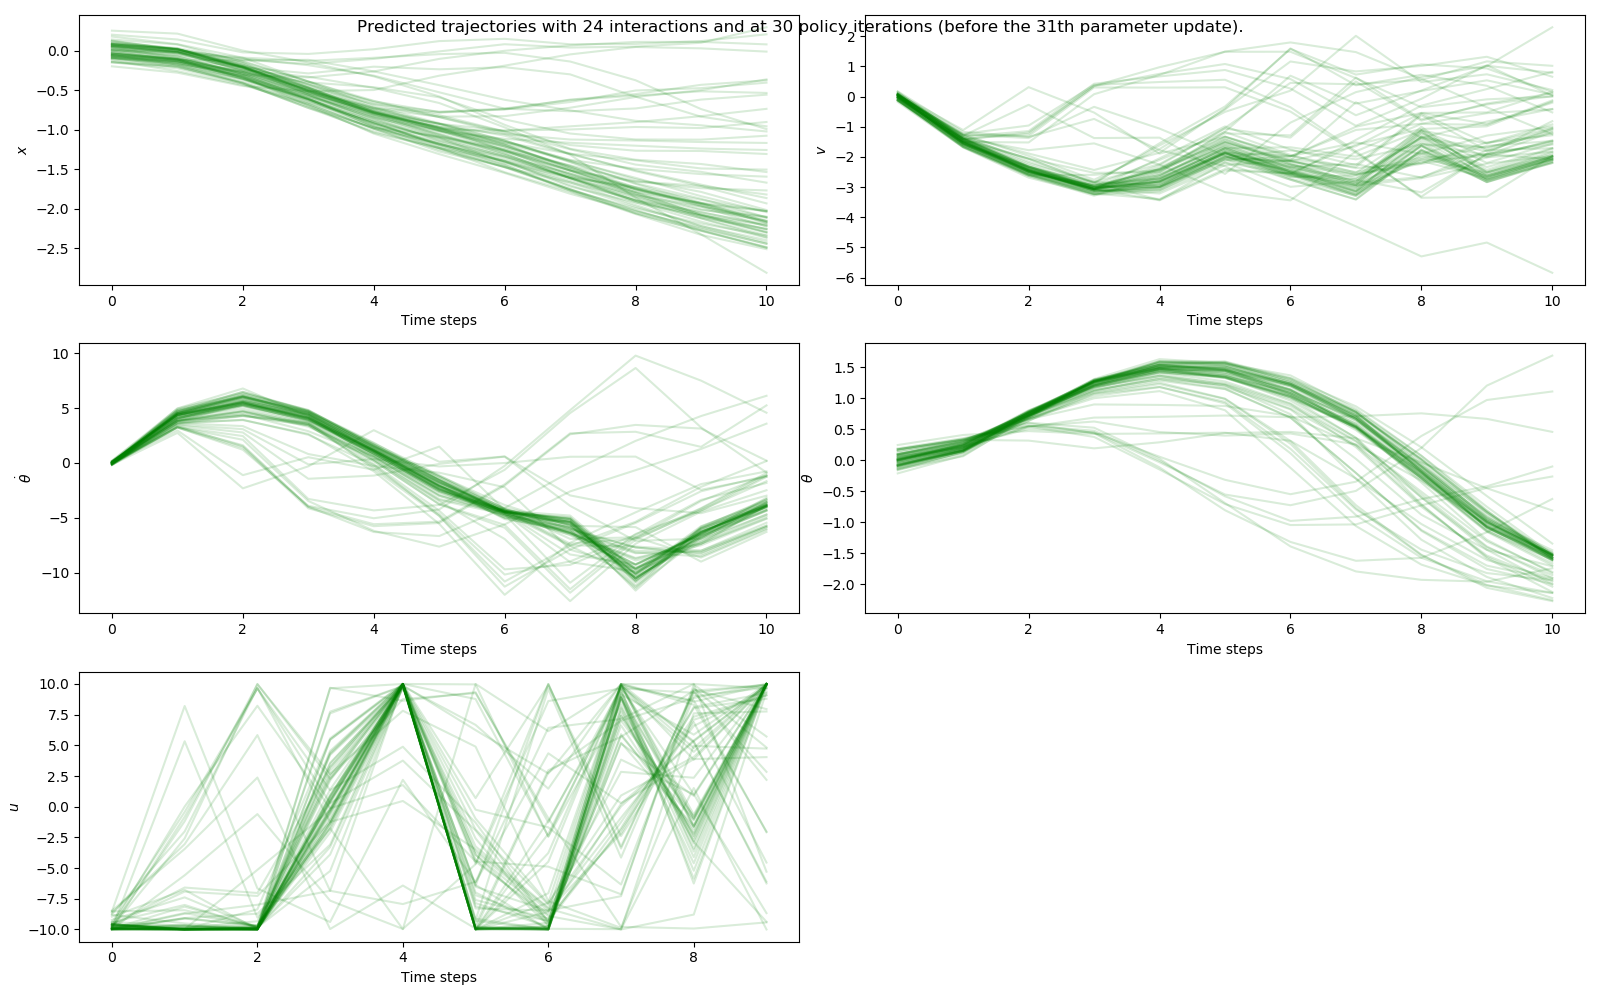 Predicted trajectories with 24 interactions and at 30 policy iterations (before the 31th parameter update).
0.0
−0.5
−1.0
−1.5
−2.0
−2.5
x
0 2 4 6 8 10
Time steps
2
1
0
−1
−2
−3
−4
−5
−6
v
0 2 4 6 8 10
Time steps
10
5
0
−5
−10
θ̇
0 2 4 6 8 10
Time steps
1.5
1.0
0.5
0.0
−0.5
−1.0
−1.5
−2.0
θ
0 2 4 6 8 10
Time steps
10.0
7.5
5.0
2.5
0.0
−2.5
−5.0
−7.5
−10.0
u
0 2 4 6 8
Time steps